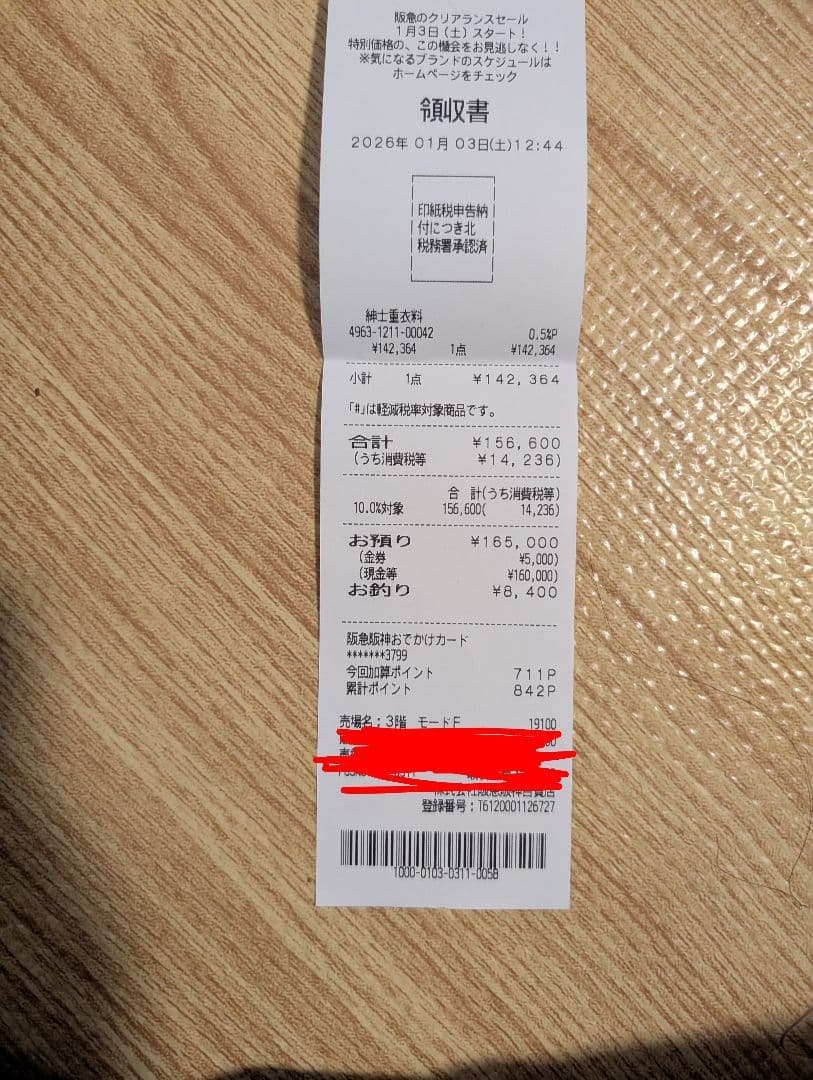 阪急のクリアランスセール
1月3日(土)スタート!
特別価格の、この機会をお見逃しなく!!
※気になるブランドのスケジュールは
ホームページをチェック
領収書
2026年 01月 03日(土)12:44
印紙税申告納
付につき北
税務署承認済
紳士重衣料
4963-1211-00042 0.5%P
¥142,364 1点 ¥142,364
小計 1点 ¥142,364
「#」は軽減税率対象商品です。
合計 ¥156,600
(うち消費税等 ¥14,236)
合 計(うち消費税等)
10.0%対象 156,600( 14,236)
お預り ¥165,000
(金券 ¥5,000)
(現金等 ¥160,000)
お釣り ¥8,400
阪急阪神おでかけカード
*******3799
今回加算ポイント 711P
累計ポイント 842P
売場名:3階 モードF 19100
株式会社阪急阪神百貨店
登録番号:T6120001126727
1000-0103-0311-0058